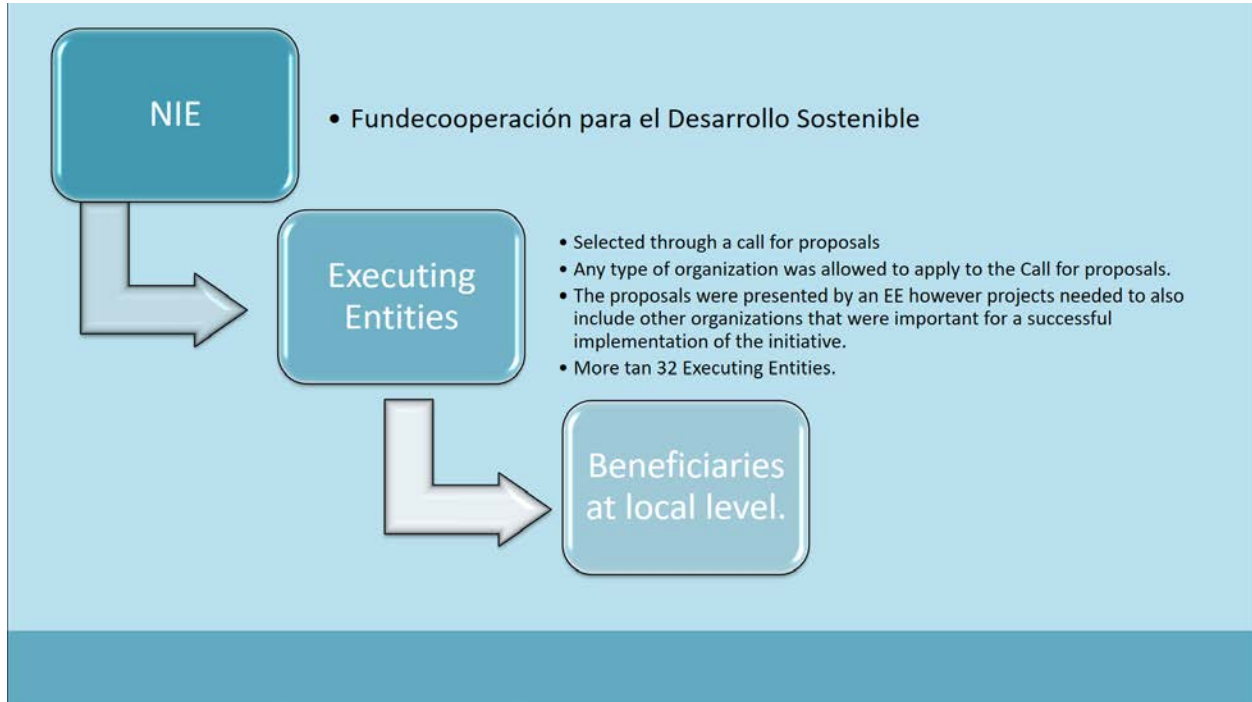 NIE
• Fundecooperación para el Desarrollo Sostenible
Executing
Entities
• Selected through a call for proposals
• Any type of organization was allowed to apply to the Call for proposals.
• The proposals were presented by an EE however projects needed to also
include other organizations that were important for a successful
implementation of the initiative.
• More tan 32 Executing Entities.
Beneficiaries
at local level.